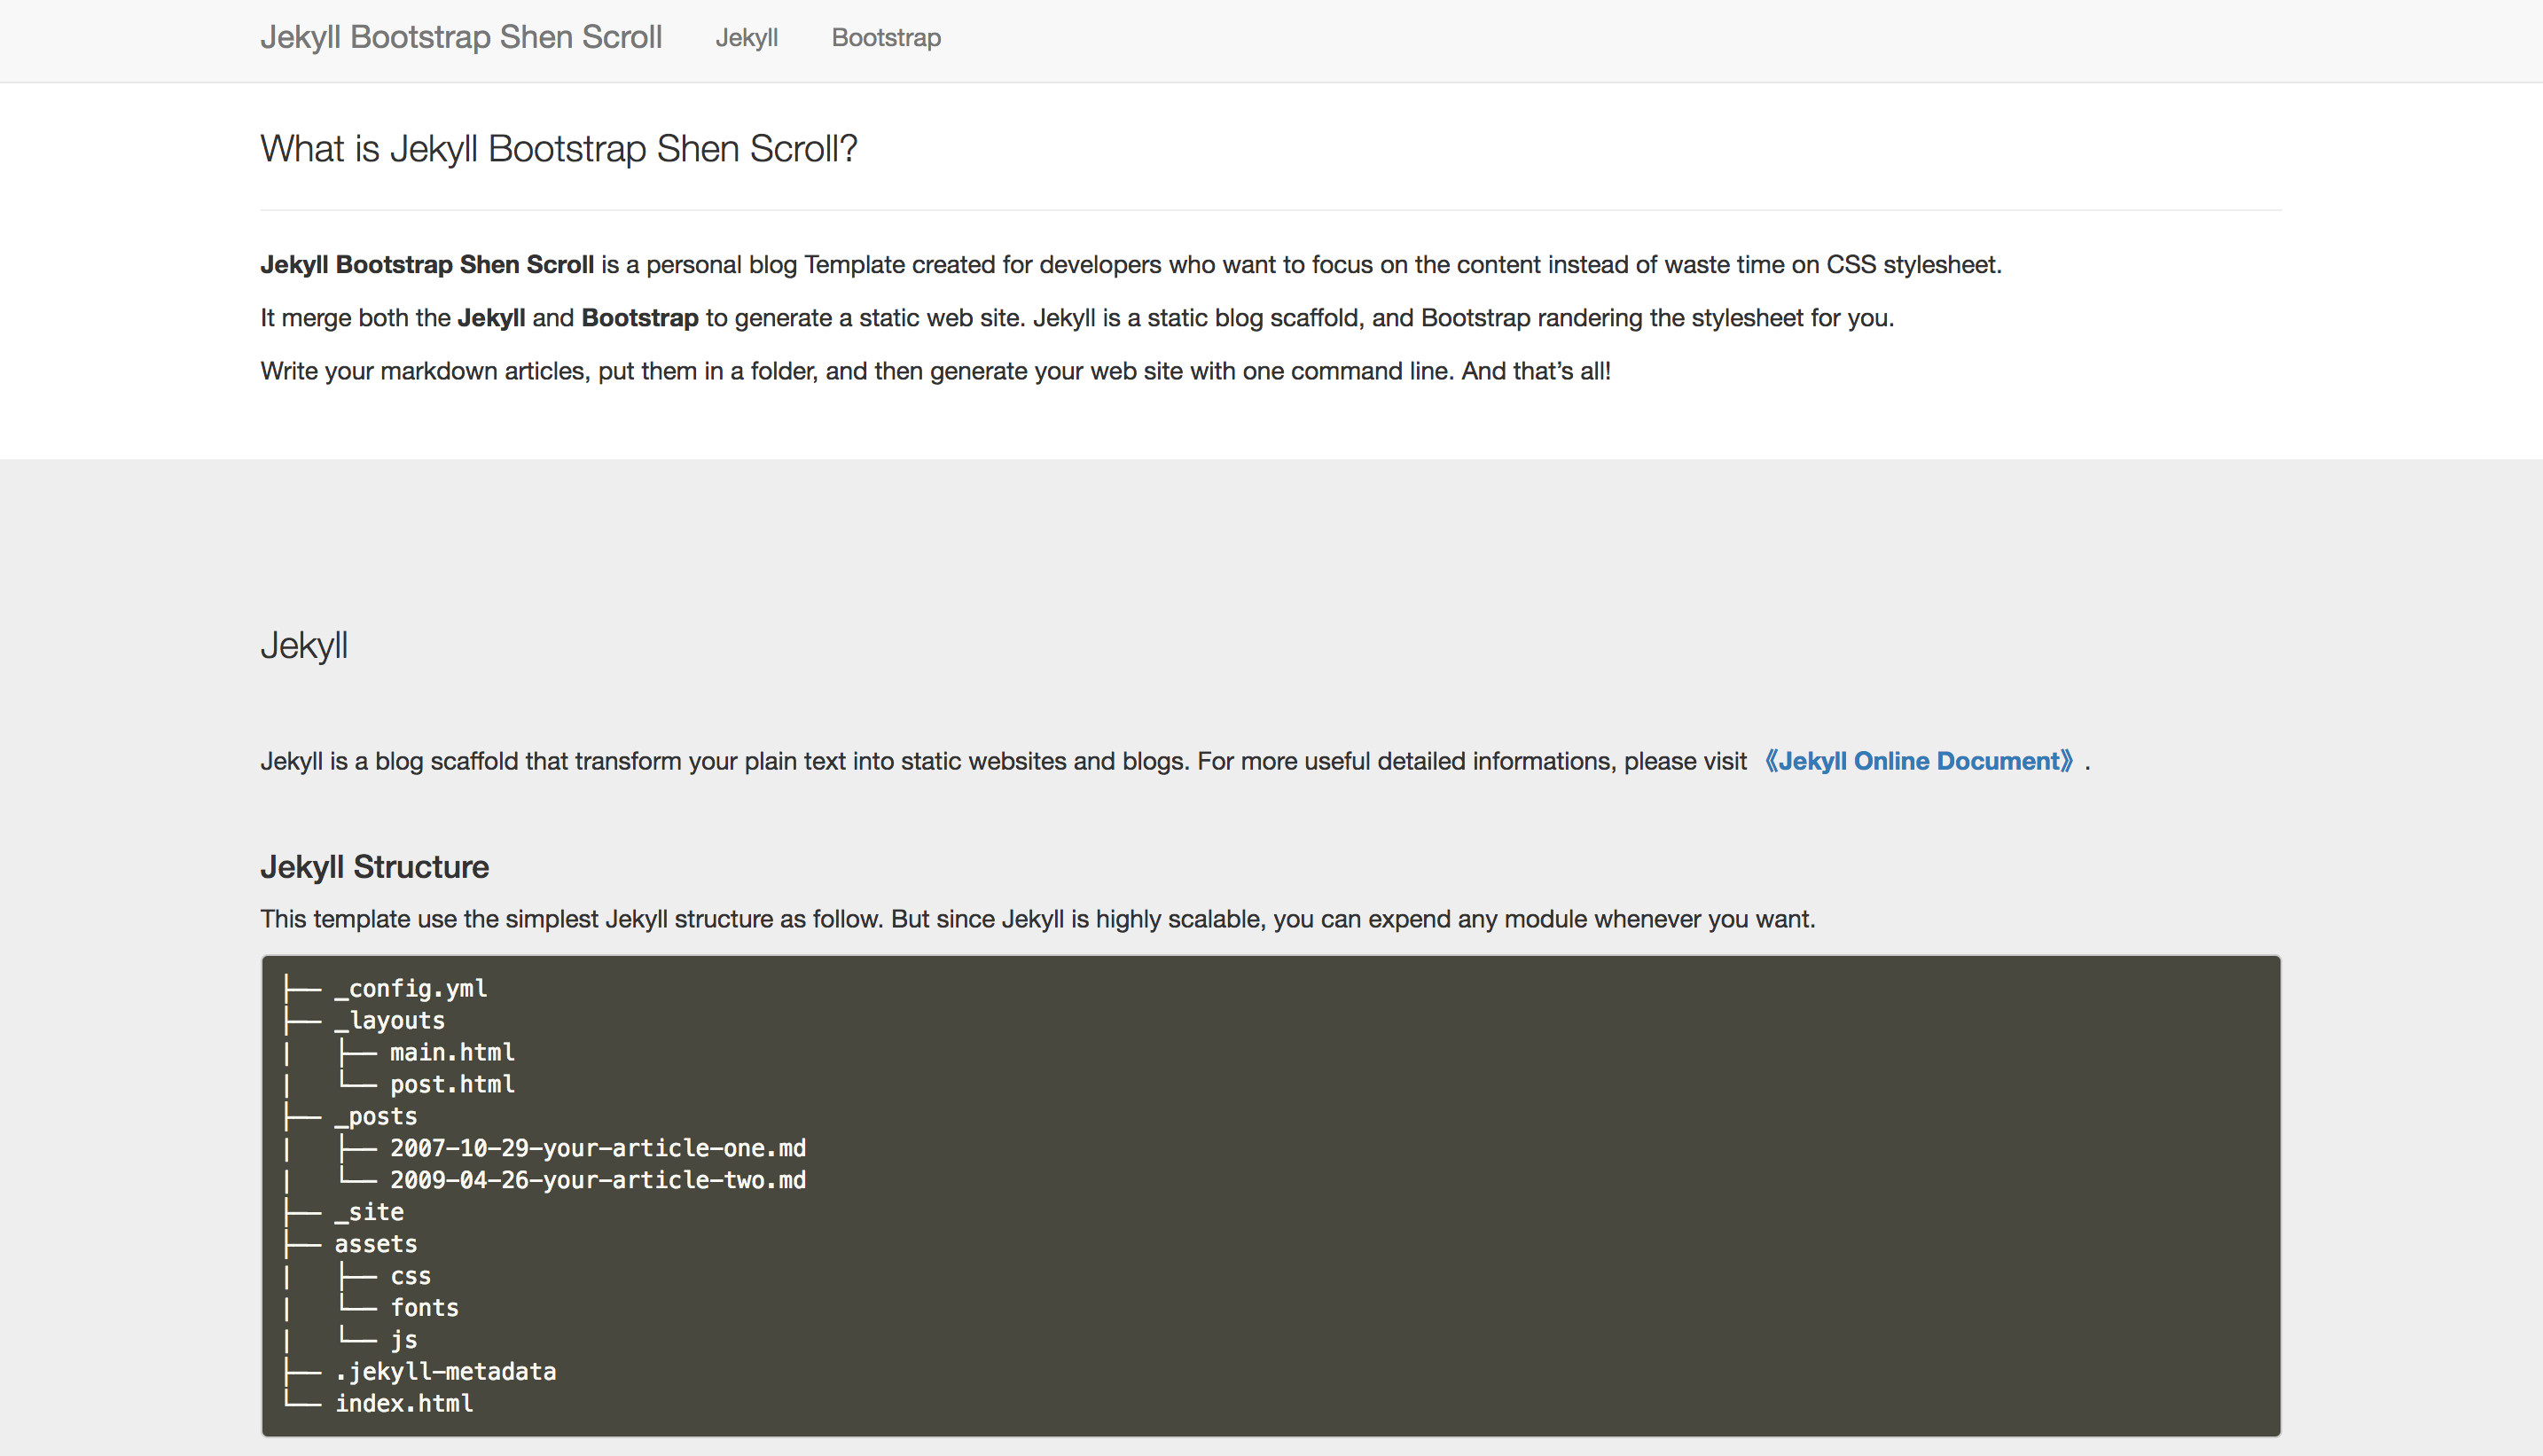 Jekyll Bootstrap Shen Scroll Jekyll Bootstrap
What is Jekyll Bootstrap Shen Scroll?
Jekyll Bootstrap Shen Scroll is a personal blog Template created for developers who want to focus on the content instead of waste time on CSS stylesheet.
It merge both the Jekyll and Bootstrap to generate a static web site. Jekyll is a static blog scaffold, and Bootstrap randering the stylesheet for you.
Write your markdown articles, put them in a folder, and then generate your web site with one command line. And that’s all!
Jekyll
Jekyll is a blog scaffold that transform your plain text into static websites and blogs. For more useful detailed informations, please visit 《Jekyll Online Document》 .
Jekyll Structure
This template use the simplest Jekyll structure as follow. But since Jekyll is highly scalable, you can expend any module whenever you want.
├── _config.yml
├── _layouts
|   ├── main.html
|   └── post.html
├── _posts
|   ├── 2007-10-29-your-article-one.md
|   └── 2009-04-26-your-article-two.md
├── _site
├── assets
|   ├── css
|   └── fonts
|   └── js
├── .jekyll-metadata
└── index.html